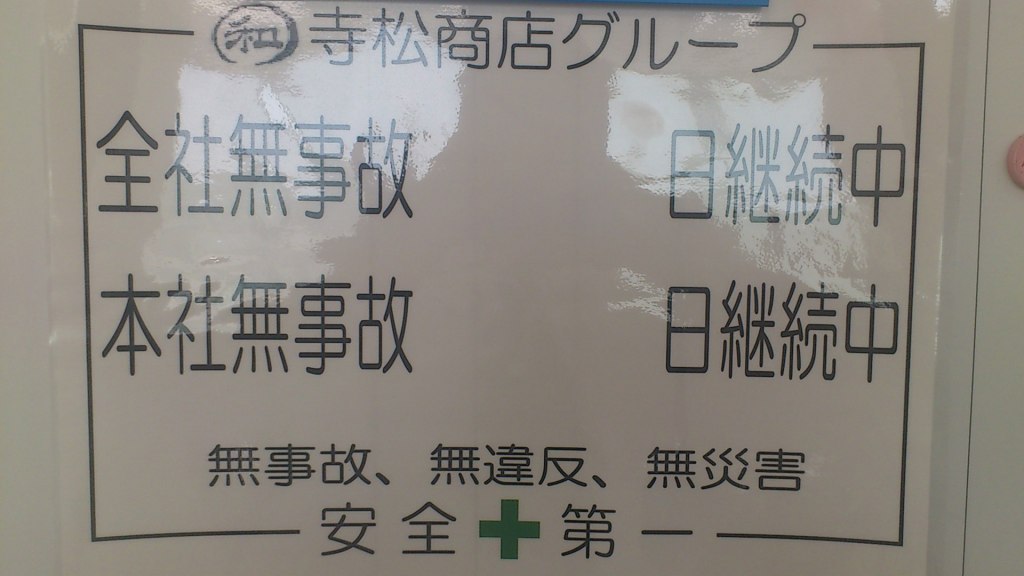 和 寺松商店グループ
全社無事故 日継続中
本社無事故 日継続中
無事故、無違反、無災害
安全✚第一